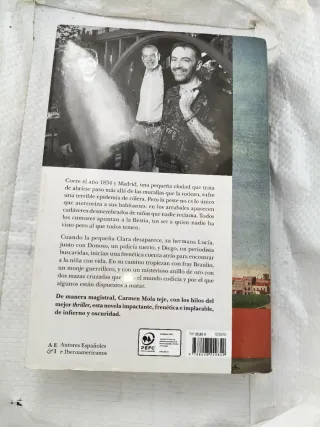 Corre el año 1834 y Madrid, una pequeña ciudad que trata
de abrirse paso más allá de las murallas que la rodean, sufre
una terrible epidemia de cólera. Pero la peste no es lo único
que aterroriza a sus habitantes: en los arrabales aparecen
cadáveres desmembrados de niñas que nadie reclama. Todos
los rumores apuntan a la Bestia, un ser a quien nadie ha
visto pero al que todos temen.
Cuando la pequeña Clara desaparece, su hermana Lucía,
junto con Donoso, un policía tuerto, y Diego, un periodista
buscavidas, inician una frenética cuenta atrás para encontrar
a la niña con vida. En su camino tropiezan con fray Braulio,
un monje guerrillero, y con un misterioso anillo de oro con
dos mazas cruzadas que todo el mundo codicia y por el que
algunos están dispuestos a matar.
De manera magistral, Carmen Mola teje, con los hilos del
mejor thriller, esta novela impactante, frenética e implacable,
de infierno y oscuridad.
A E
& I
Autores Españoles
e Iberoamericanos
PEFC